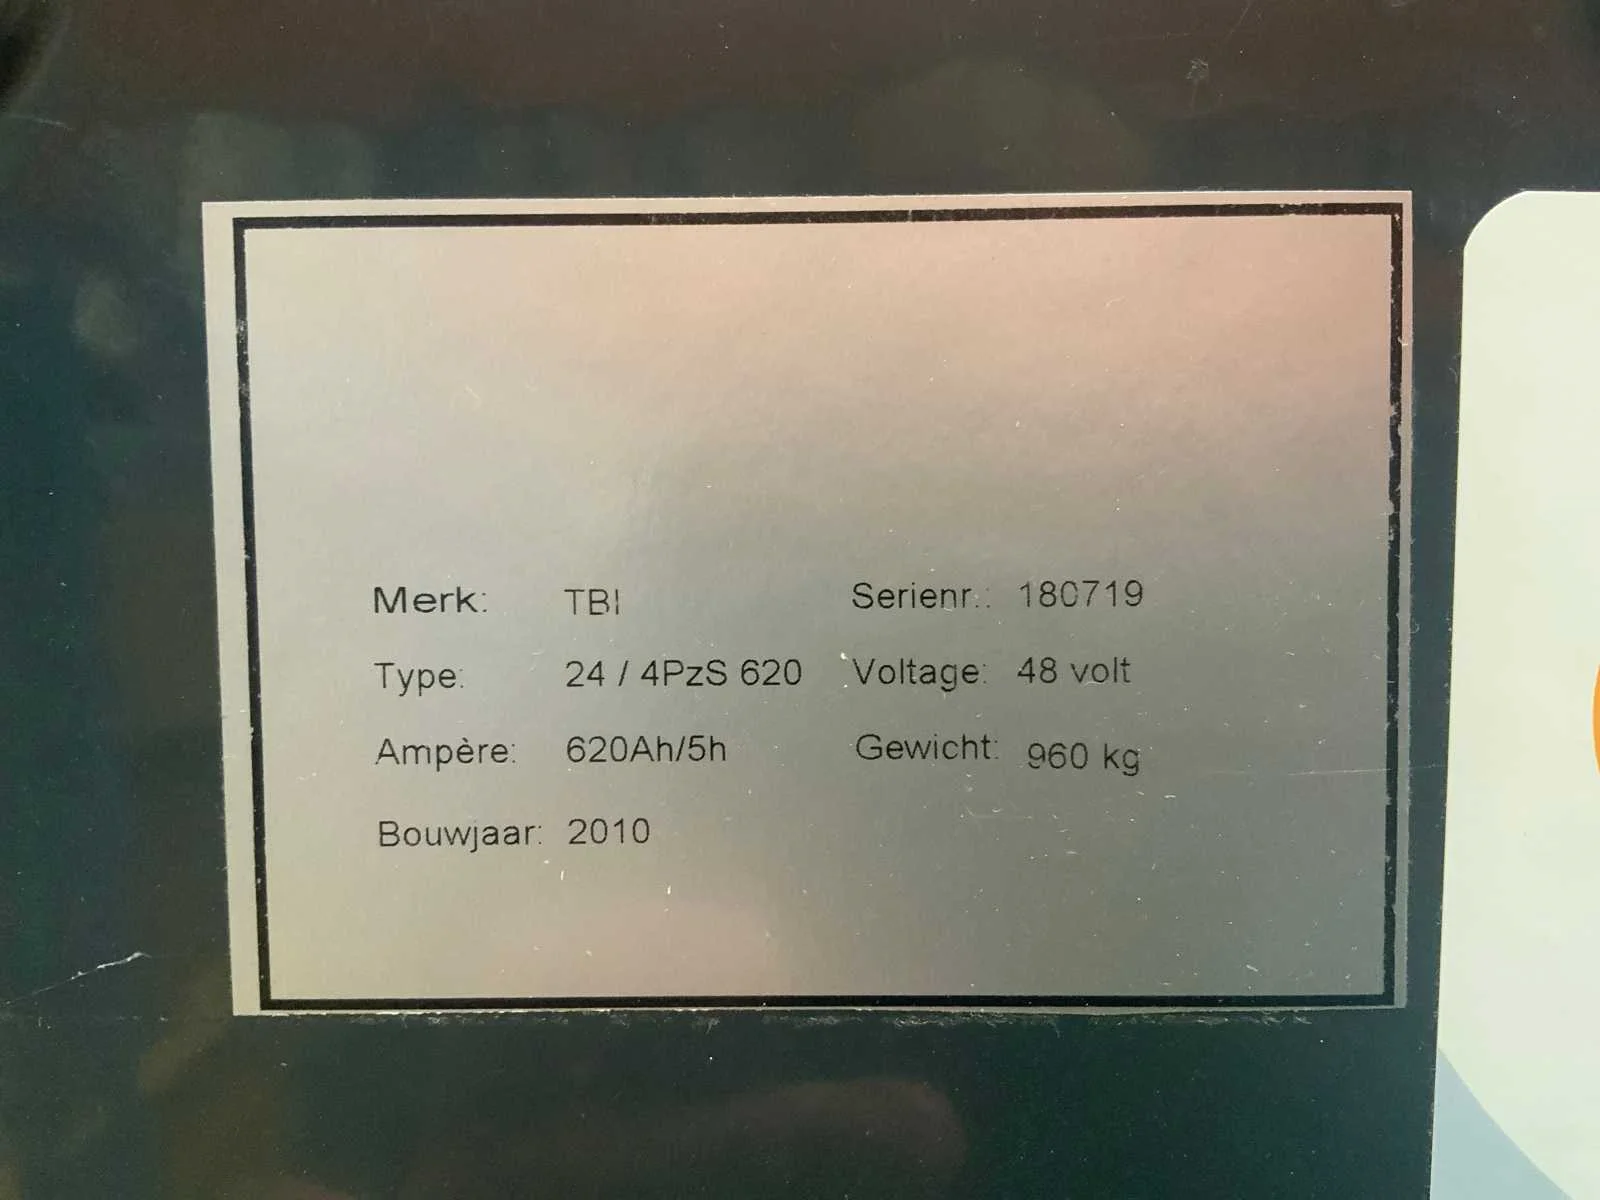 Merk: TBI Serienr.: 180719
Type: 24 / 4PzS 620 Voltage: 48 volt
Ampère: 620Ah/5h Gewicht: 960 kg
Bouwjaar: 2010